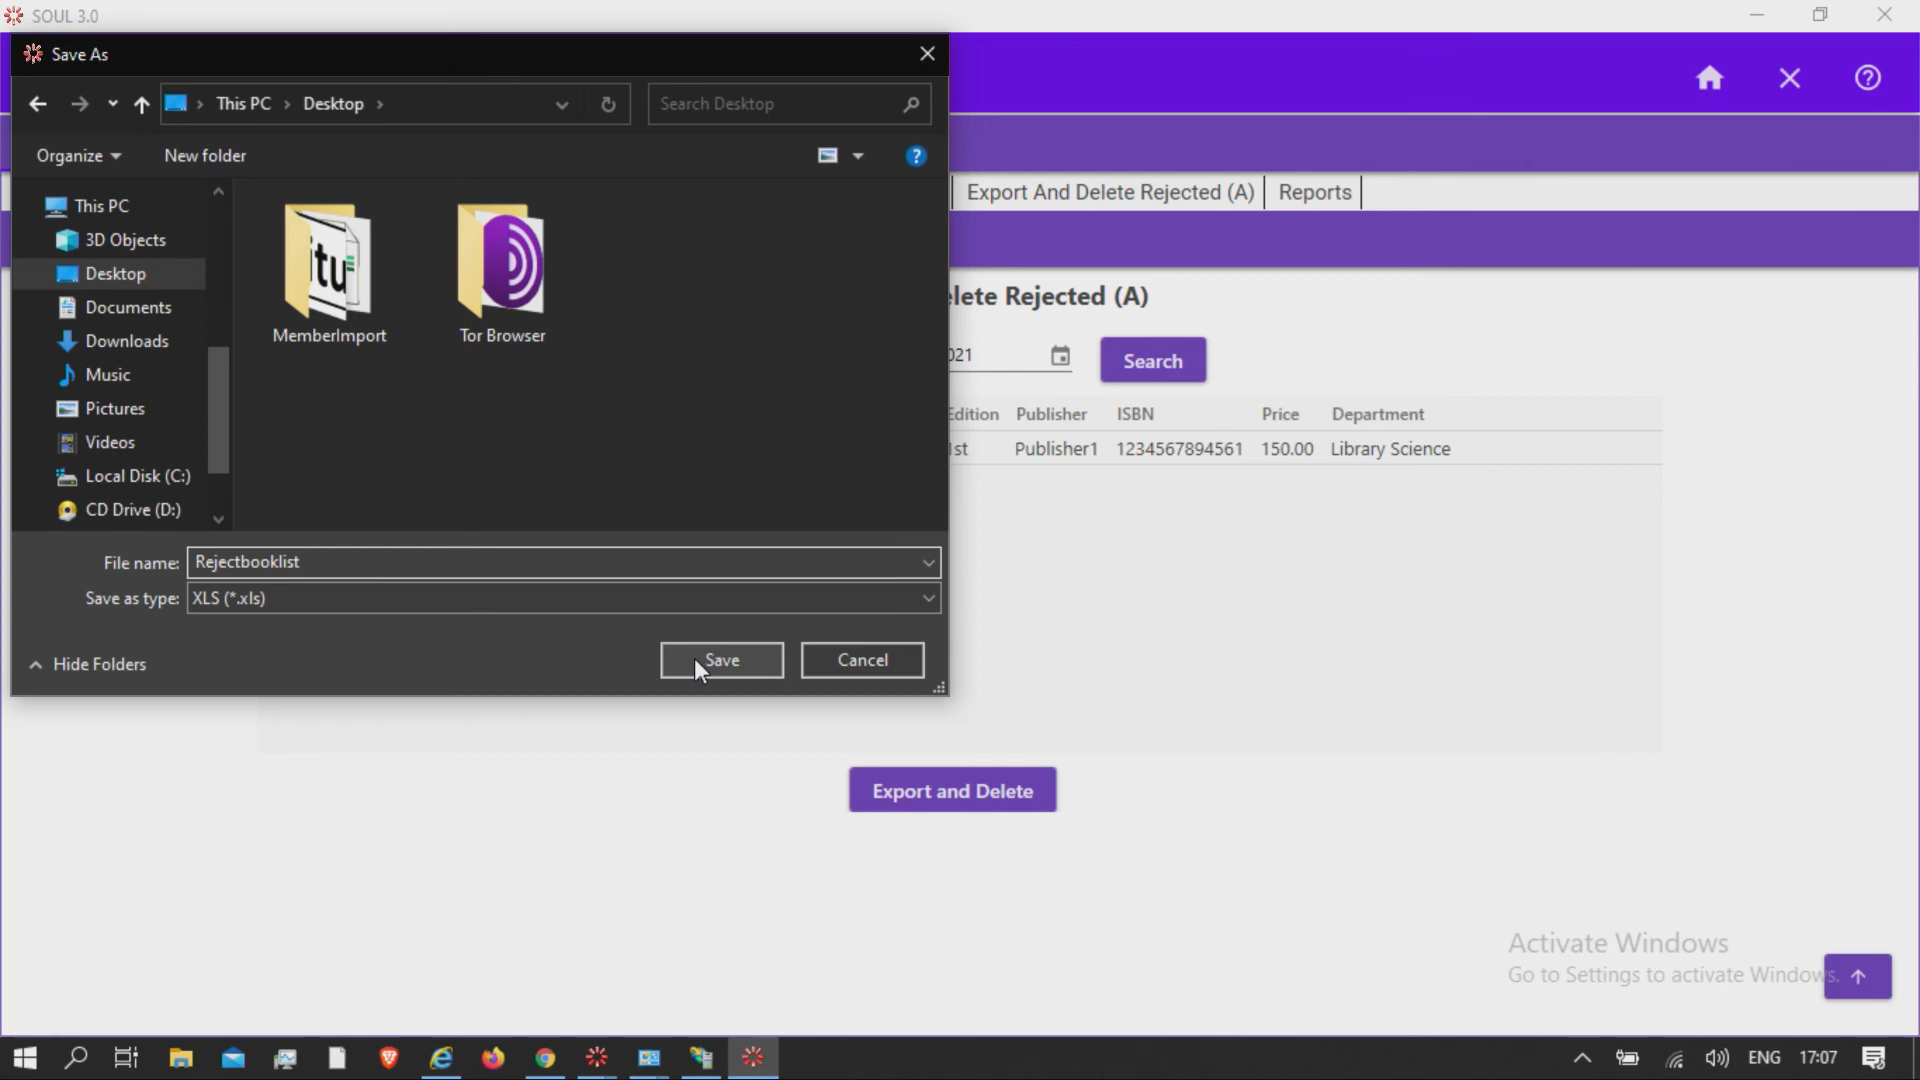 SOUL 3.0
Save As
This PC
Desktop
Search Desktop
Organize
New folder
Export And Delete Rejected (A)
Reports
This PC
3D Objects
Desktop
Documents
Downloads
Music
Pictures
Videos
Local Disk (C:)
CD Drive (D:)
itu
MemberImport
Tor Browser
lete Rejected (A)
021
Search
Edition Publisher ISBN Price Department
1st Publisher1 1234567894561 150.00 Library Science
File name: Rejectbooklist
Save as type: XLS (*.xls)
Hide Folders
Save
Cancel
Export and Delete
Activate Windows
Go to Settings to activate Windows.
ENG
17:07